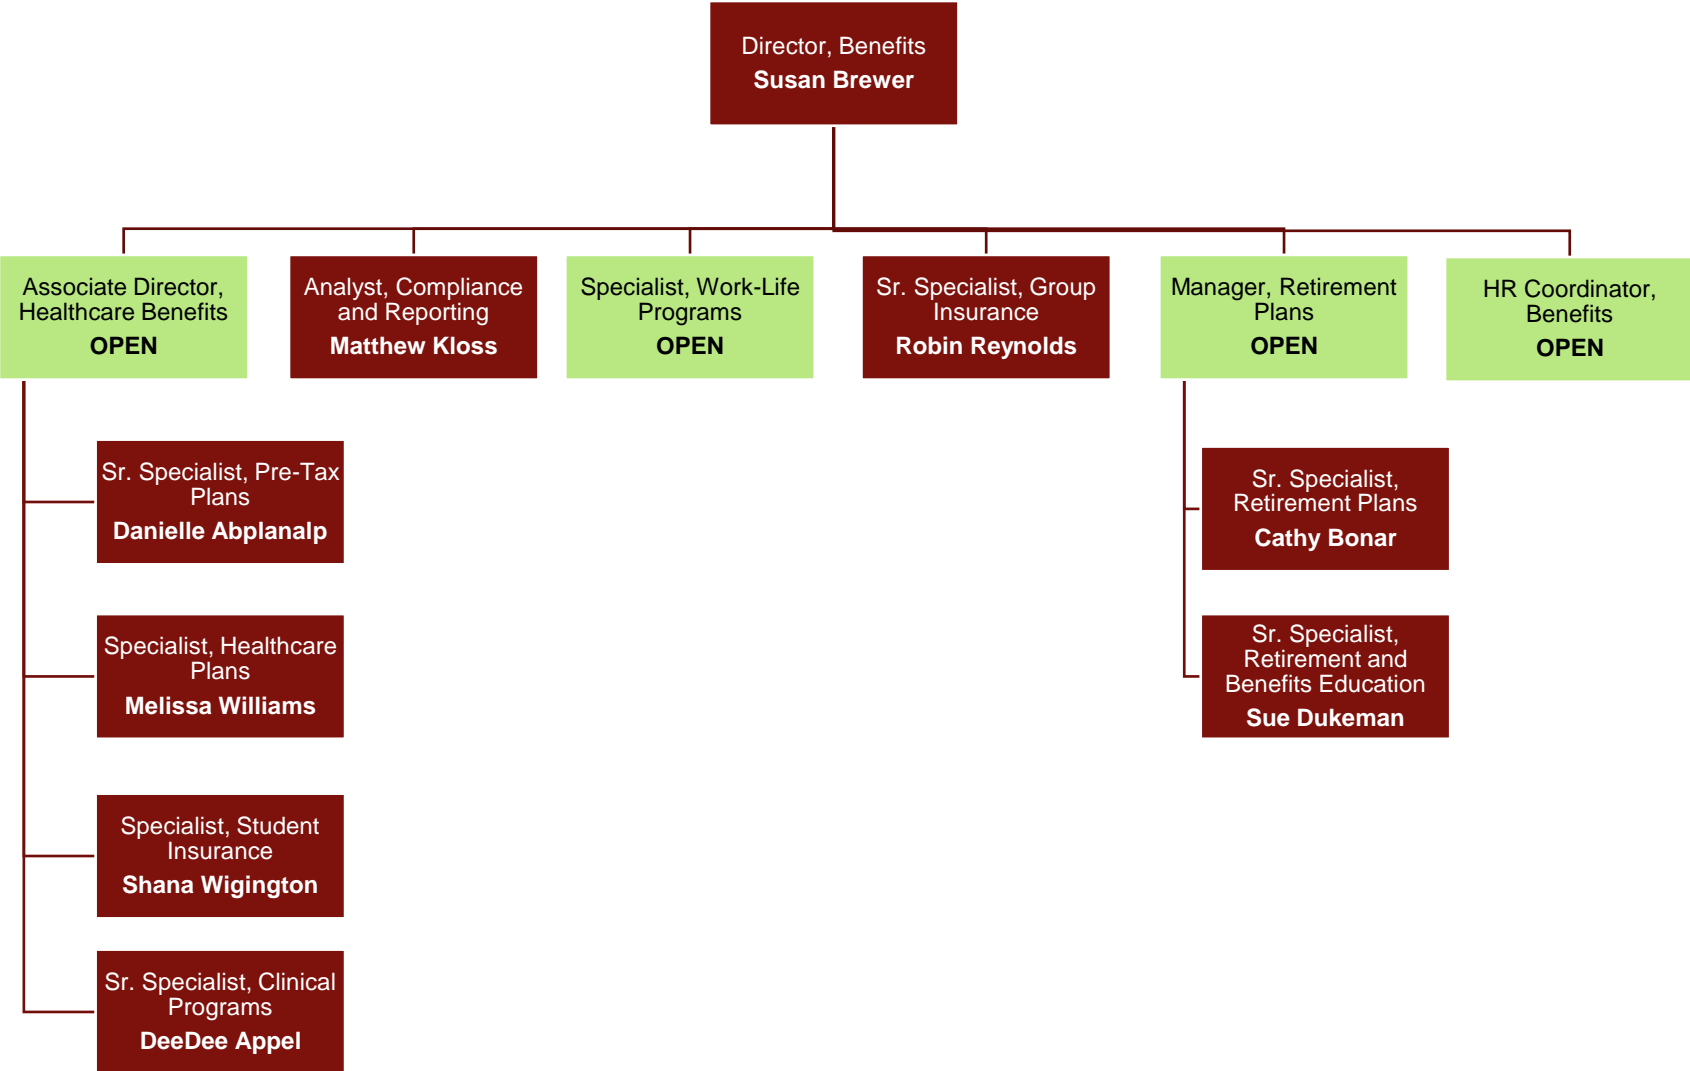 Director, Benefits
Susan Brewer
Associate Director,
Healthcare Benefits
OPEN
Analyst, Compliance
and Reporting
Matthew Kloss
Specialist, Work-Life
Programs
OPEN
Sr. Specialist, Group
Insurance
Robin Reynolds
Manager, Retirement
Plans
OPEN
HR Coordinator,
Benefits
OPEN
Sr. Specialist, Pre-Tax
Plans
Danielle Abplanalp
Specialist, Healthcare
Plans
Melissa Williams
Specialist, Student
Insurance
Shana Wigington
Sr. Specialist, Clinical
Programs
DeeDee Appel
Sr. Specialist,
Retirement Plans
Cathy Bonar
Sr. Specialist,
Retirement and
Benefits Education
Sue Dukeman